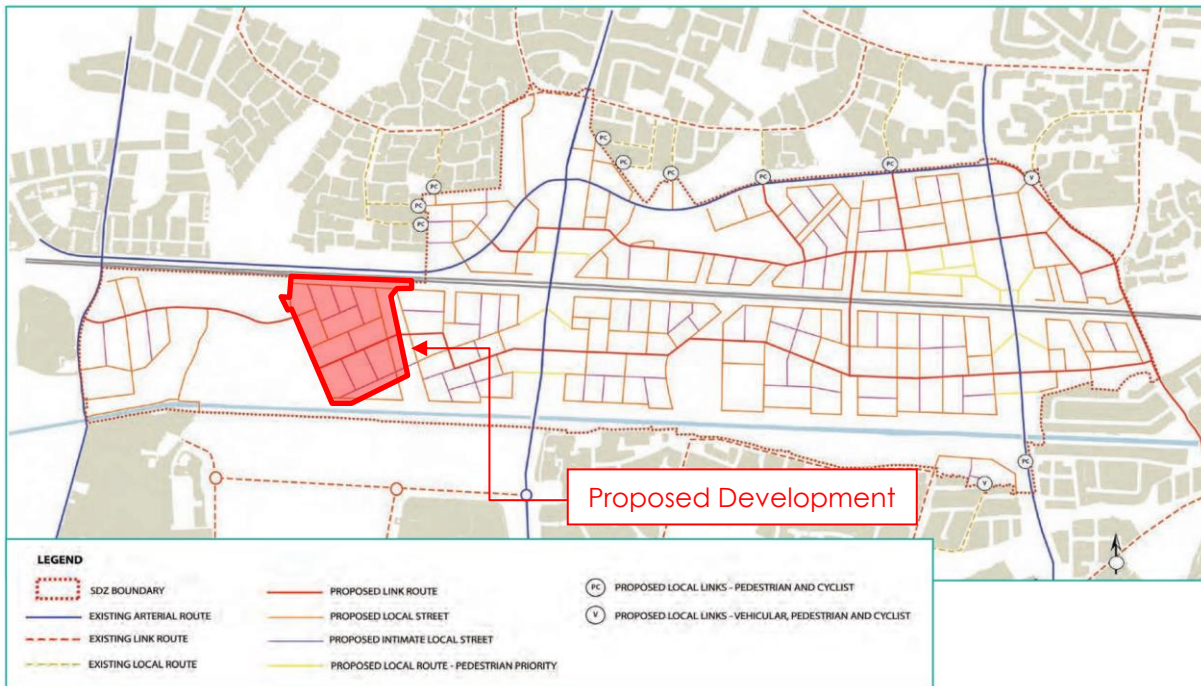 PC
PC
PC
PC
PC
V
PC
PC
PC
PC
V
Proposed Development
LEGEND
SDZ BOUNDARY
EXISTING ARTERIAL ROUTE
EXISTING LINK ROUTE
EXISTING LOCAL ROUTE
PROPOSED LINK ROUTE
PROPOSED LOCAL STREET
PROPOSED INTIMATE LOCAL STREET
PROPOSED LOCAL ROUTE - PEDESTRIAN PRIORITY
PC PROPOSED LOCAL LINKS - PEDESTRIAN AND CYCLIST
V PROPOSED LOCAL LINKS - VEHICULAR, PEDESTRIAN AND CYCLIST